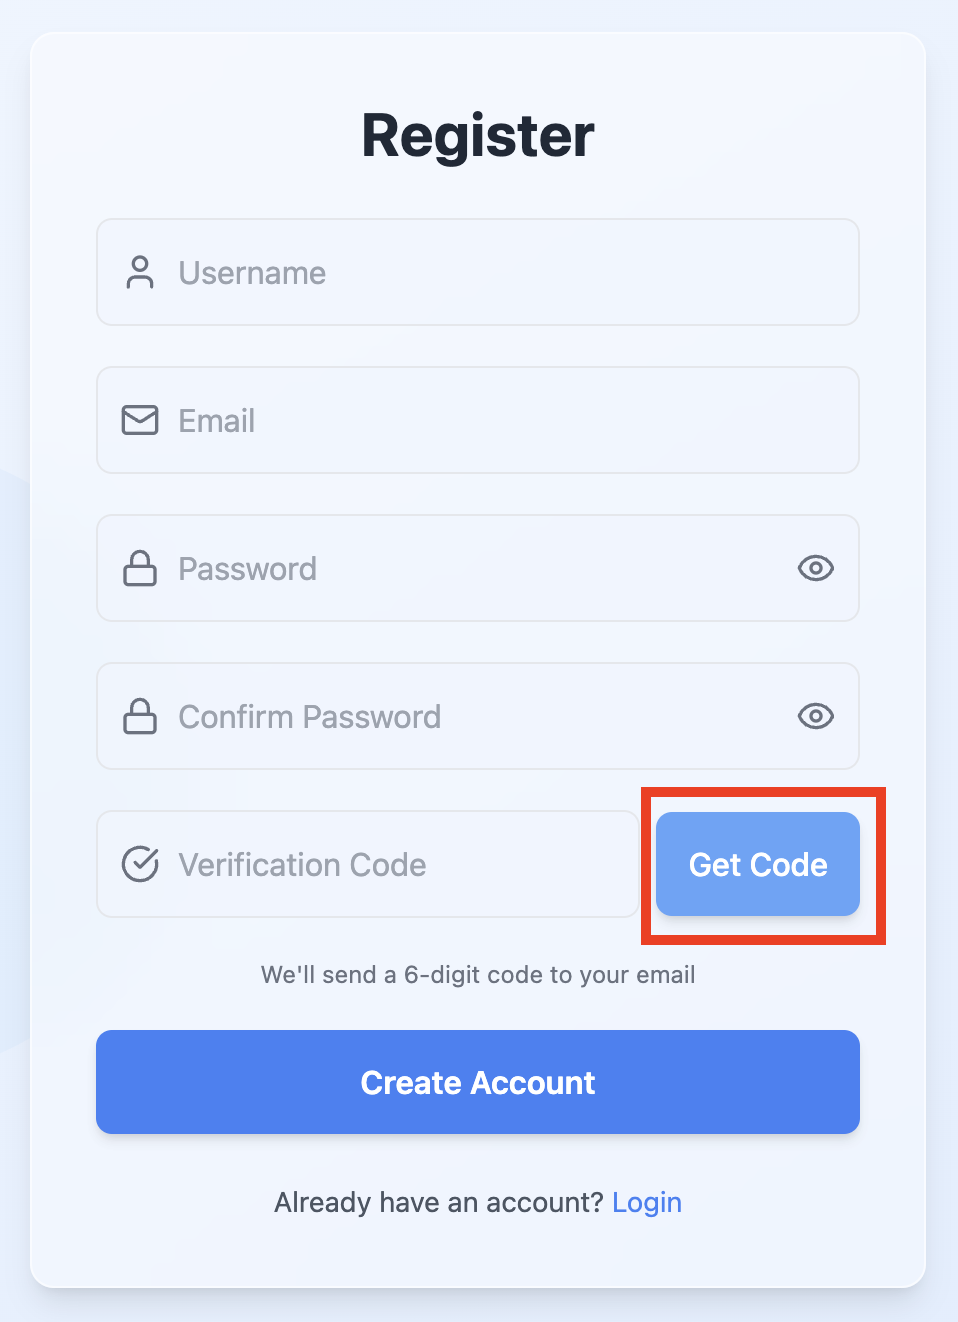 Register
Username
Email
Password
Confirm Password
Verification Code
Get Code
We'll send a 6-digit code to your email
Create Account
Already have an account? Login